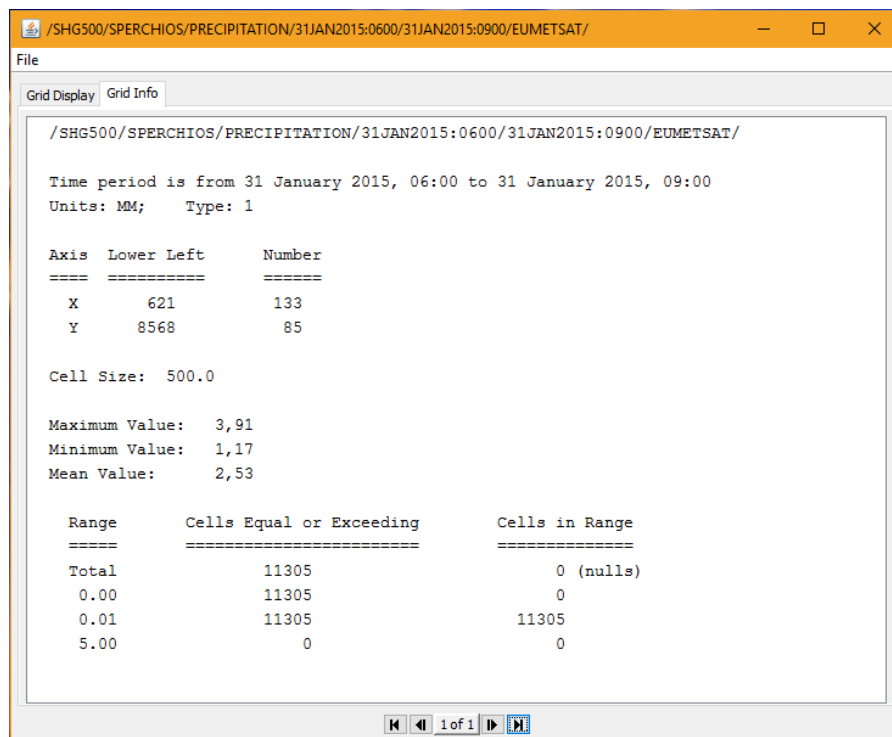 /SHG500/SPERCHIOS/PRECIPITATION/31JAN2015:0600/31JAN2015:0900/EUMETSAT/
File
Grid Display Grid Info
/SHG500/SPERCHIOS/PRECIPITATION/31JAN2015:0600/31JAN2015:0900/EUMETSAT/
Time period is from 31 January 2015, 06:00 to 31 January 2015, 09:00
Units: MM; Type: 1
Axis Lower Left Number
==== ========== ======
X 621 133
Y 8568 85
Cell Size: 500.0
Maximum Value: 3,91
Minimum Value: 1,17
Mean Value: 2,53
Range Cells Equal or Exceeding Cells in Range
===== ======================== ==============
Total 11305 0 (nulls)
0.00 11305 0
0.01 11305 11305
5.00 0 0
1 of 1